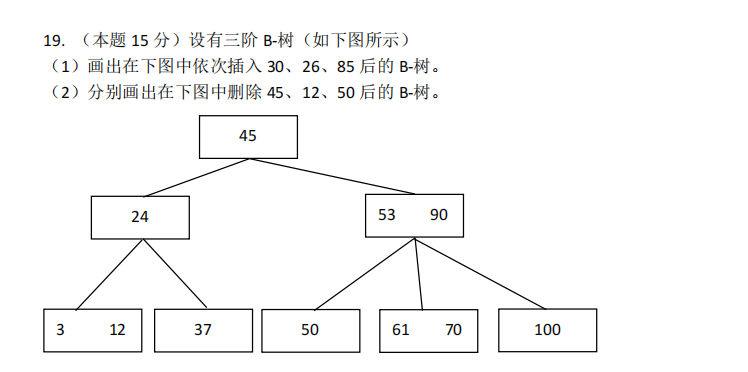 19. （本题 15 分）设有三阶 B-树（如下图所示）
（1）画出在下图中依次插入 30、26、85 后的 B-树。
（2）分别画出在下图中删除 45、12、50 后的 B-树。
45
24
53 90
3 12
37
50
61 70
100